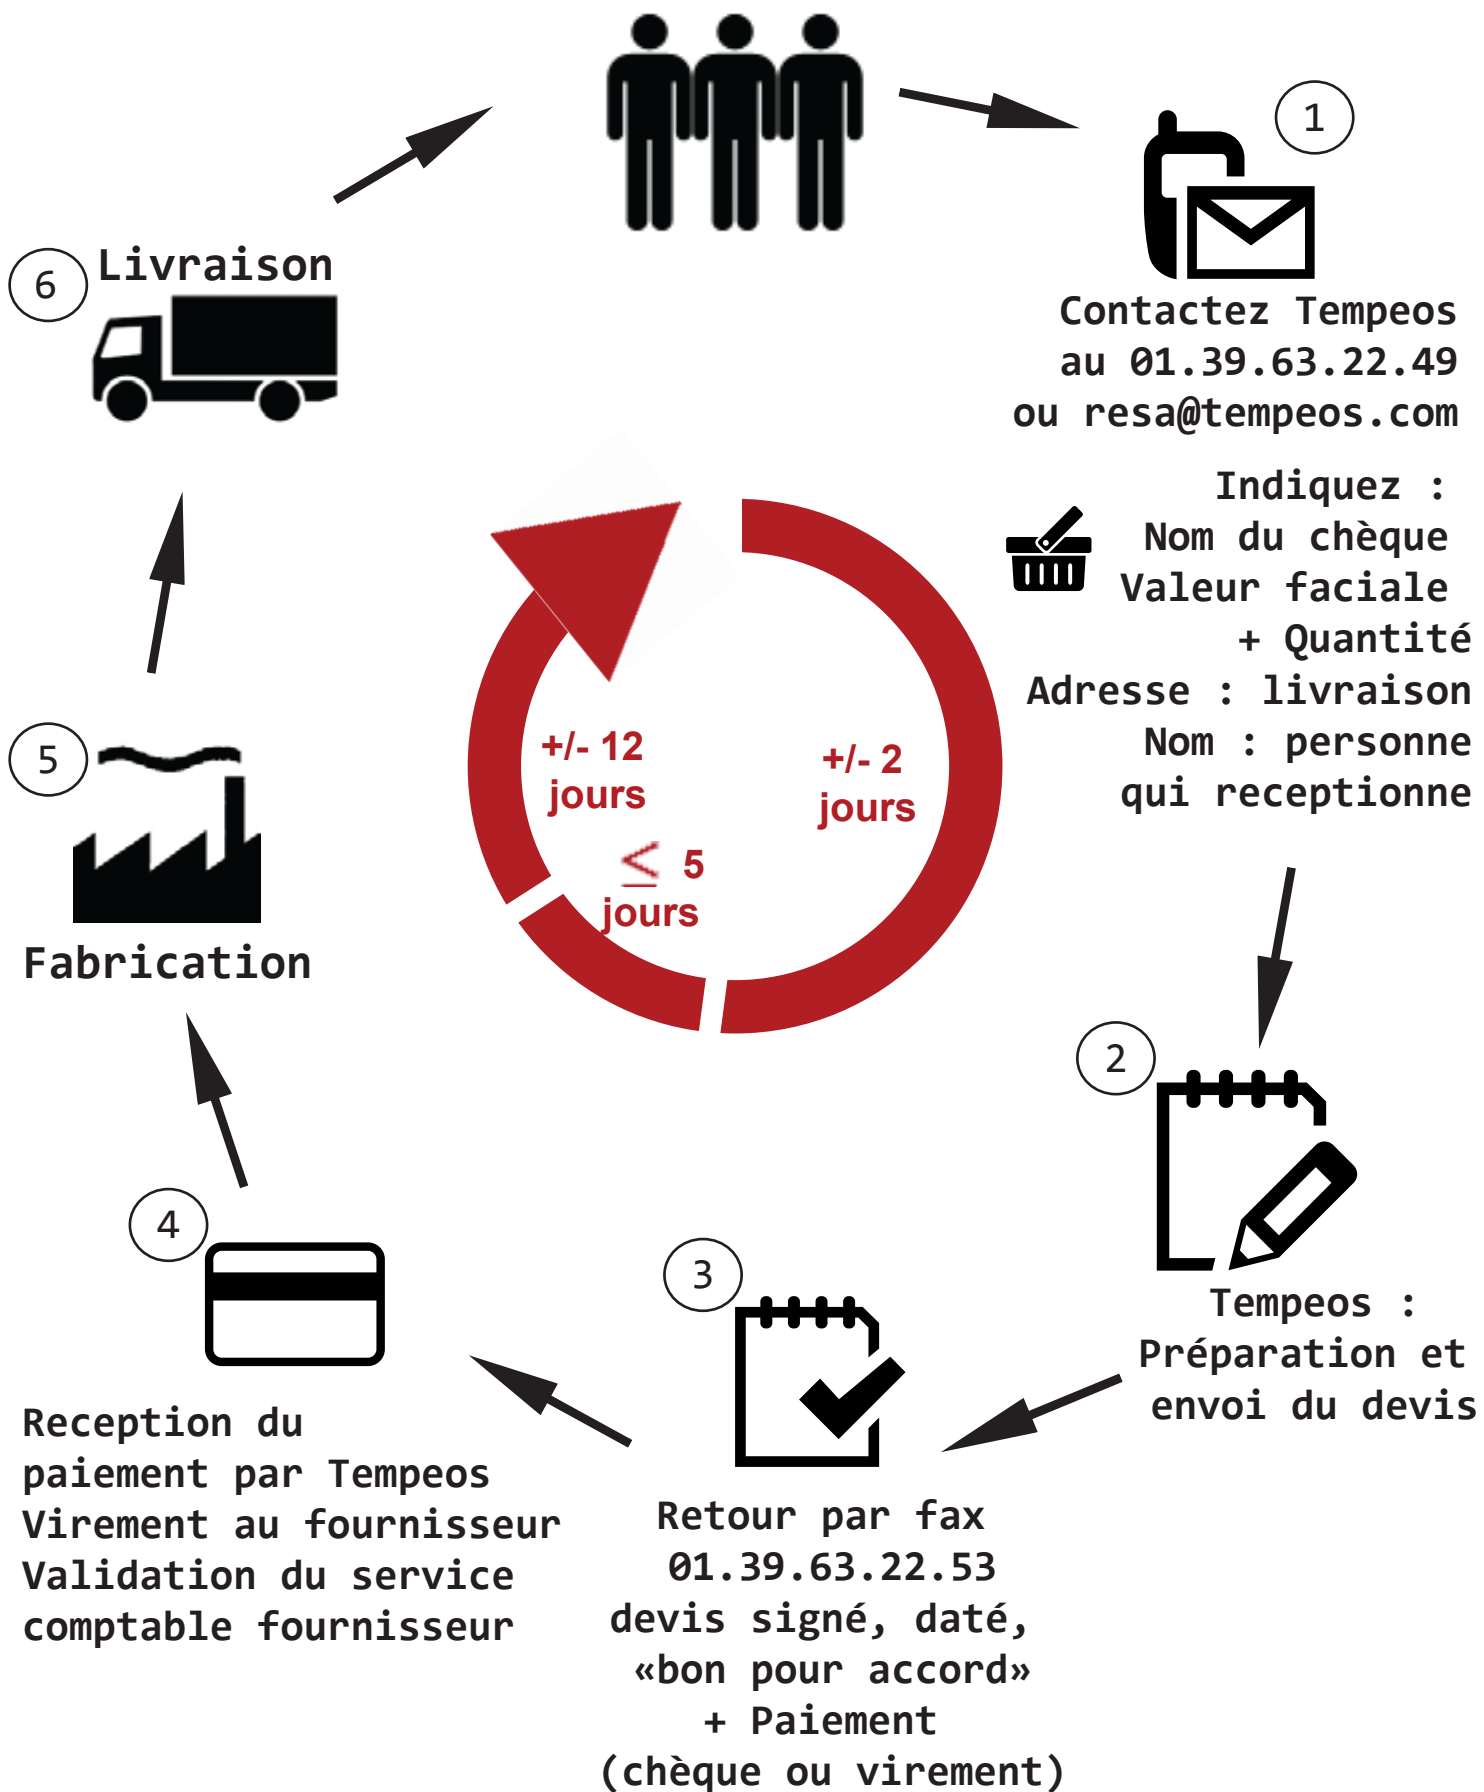 1
Contactez Tempeos
au 01.39.63.22.49
ou resa@tempeos.com
Indiquez :
Nom du chèque
Valeur faciale
+ Quantité
Adresse : livraison
Nom : personne
qui receptionne
2
Tempeos :
Préparation et
envoi du devis
3
Retour par fax
01.39.63.22.53
devis signé, daté,
«bon pour accord»
+ Paiement
(chèque ou virement)
4
Reception du
paiement par Tempeos
Virement au fournisseur
Validation du service
comptable fournisseur
5
Fabrication
6
Livraison
+/- 2
jours
≤ 5
jours
+/- 12
jours